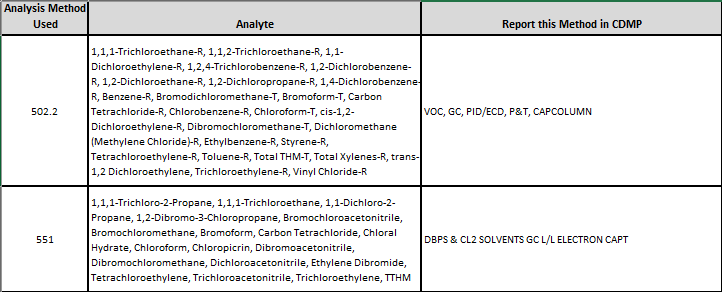 Analysis Method
Used
Analyte
Report this Method in CDMP
502.2
1,1,1-Trichloroethane-R, 1,1,2-Trichloroethane-R, 1,1-
Dichloroethylene-R, 1,2,4-Trichlorobenzene-R, 1,2-Dichlorobenzene-
R, 1,2-Dichloroethane-R, 1,2-Dichloropropane-R, 1,4-Dichlorobenzene-
R, Benzene-R, Bromodichloromethane-T, Bromoform-T, Carbon
Tetrachloride-R, Chlorobenzene-R, Chloroform-T, cis-1,2-
Dichloroethylene-R, Dibromochloromethane-T, Dichloromethane
(Methylene Chloride)-R, Ethylbenzene-R, Styrene-R,
Tetrachloroethylene-R, Toluene-R, Total THM-T, Total Xylenes-R, trans-
1,2 Dichloroethylene, Trichloroethylene-R, Vinyl Chloride-R
VOC, GC, PID/ECD, P&T, CAPCOLUMN
551
1,1,1-Trichloro-2-Propane, 1,1,1-Trichloroethane, 1,1-Dichloro-2-
Propane, 1,2-Dibromo-3-Chloropropane, Bromochloroacetonitrile,
Bromochloromethane, Bromoform, Carbon Tetrachloride, Chloral
Hydrate, Chloroform, Chloropicrin, Dibromoacetonitrile,
Dibromochloromethane, Dichloroacetonitrile, Ethylene Dibromide,
Tetrachloroethylene, Trichloroacetonitrile, Trichloroethylene, TTHM
DBPS & CL2 SOLVENTS GC L/L ELECTRON CAPT